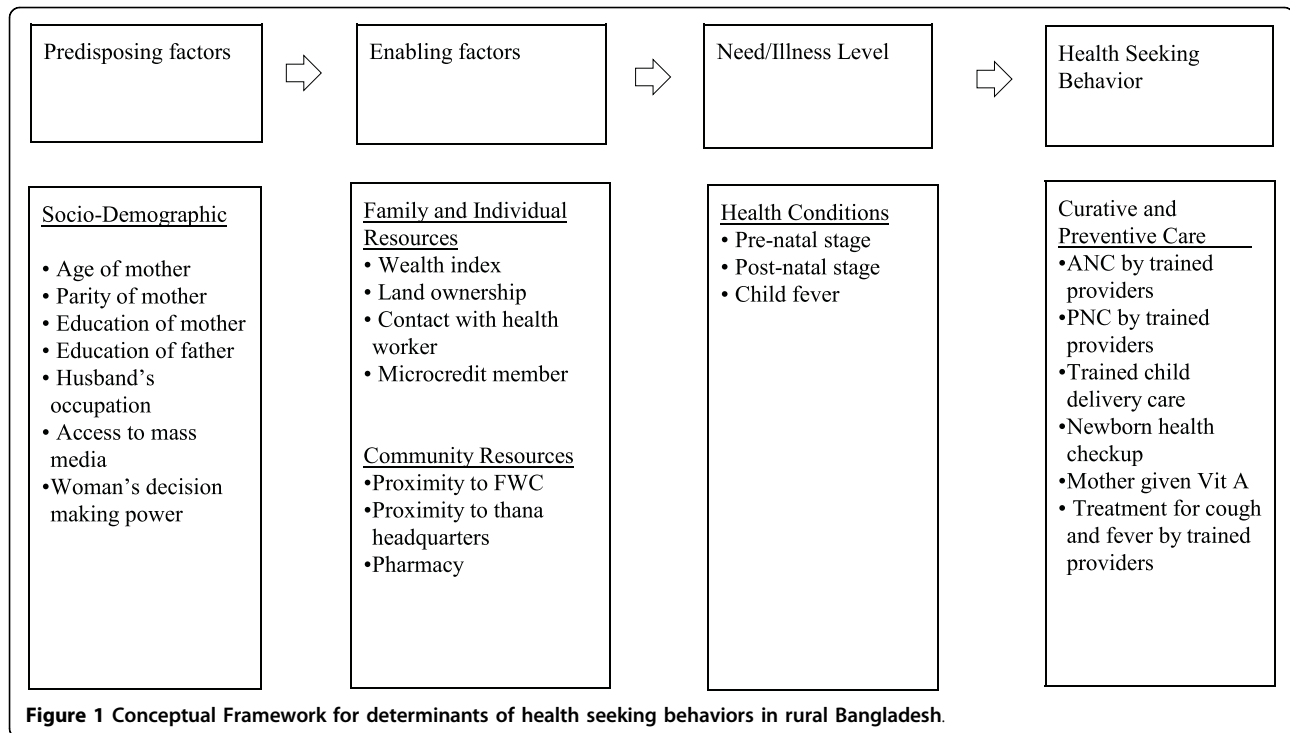 Predisposing factors
Enabling factors
Need/Illness Level
Health Seeking
Behavior
Socio-Demographic
• Age of mother
• Parity of mother
• Education of mother
• Education of father
• Husband's
occupation
• Access to mass
media
•Woman's decision
making power
Family and Individual
Resources
• Wealth index
• Land ownership
• Contact with health
worker
• Microcredit member
Community Resources
•Proximity to FWC
•Proximity to thana
headquarters
•Pharmacy
Health Conditions
• Pre-natal stage
• Post-natal stage
• Child fever
Curative and
Preventive Care
•ANC by trained
providers
•PNC by trained
providers
•Trained child
delivery care
•Newborn health
checkup
•Mother given Vit A
• Treatment for cough
and fever by trained
providers
Figure 1 Conceptual Framework for determinants of health seeking behaviors in rural Bangladesh.